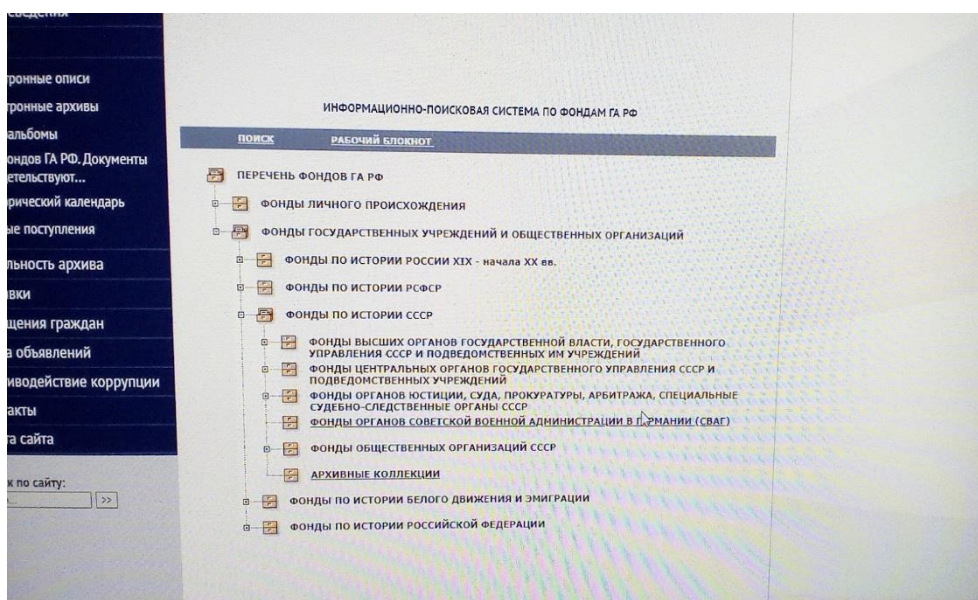 ронные описи
тронные архивы
альбомы
ондов ГА РФ. Документы
етельствуют...
рический календарь
ые поступления
льность архива
вки
щения граждан
а объявлений
иводействие коррупции
акты
та сайта
к по сайту:
>>
ИНФОРМАЦИОННО-ПОИСКОВАЯ СИСТЕМА ПО ФОНДАМ ГА РФ
ПОИСК РАБОЧИЙ БЛОКНОТ
ПЕРЕЧЕНЬ ФОНДОВ ГА РФ
ФОНДЫ ЛИЧНОГО ПРОИСХОЖДЕНИЯ
ФОНДЫ ГОСУДАРСТВЕННЫХ УЧРЕЖДЕНИЙ И ОБЩЕСТВЕННЫХ ОРГАНИЗАЦИЙ
ФОНДЫ ПО ИСТОРИИ РОССИИ XIX - начала XX вв.
ФОНДЫ ПО ИСТОРИИ РСФСР
ФОНДЫ ПО ИСТОРИИ СССР
ФОНДЫ ВЫСШИХ ОРГАНОВ ГОСУДАРСТВЕННОЙ ВЛАСТИ, ГОСУДАРСТВЕННОГО
УПРАВЛЕНИЯ СССР И ПОДВЕДОМСТВЕННЫХ ИМ УЧРЕЖДЕНИЙ
ФОНДЫ ЦЕНТРАЛЬНЫХ ОРГАНОВ ГОСУДАРСТВЕННОГО УПРАВЛЕНИЯ СССР И
ПОДВЕДОМСТВЕННЫХ УЧРЕЖДЕНИЙ
ФОНДЫ ОРГАНОВ ЮСТИЦИИ, СУДА, ПРОКУРАТУРЫ, АРБИТРАЖА, СПЕЦИАЛЬНЫЕ
СУДЕБНО-СЛЕДСТВЕННЫЕ ОРГАНЫ СССР
ФОНДЫ ОРГАНОВ СОВЕТСКОЙ ВОЕННОЙ АДМИНИСТРАЦИИ В ГЕРМАНИИ (СВАГ)
ФОНДЫ ОБЩЕСТВЕННЫХ ОРГАНИЗАЦИЙ СССР
АРХИВНЫЕ КОЛЛЕКЦИИ
ФОНДЫ ПО ИСТОРИИ БЕЛОГО ДВИЖЕНИЯ И ЭМИГРАЦИИ
ФОНДЫ ПО ИСТОРИИ РОССИЙСКОЙ ФЕДЕРАЦИИ